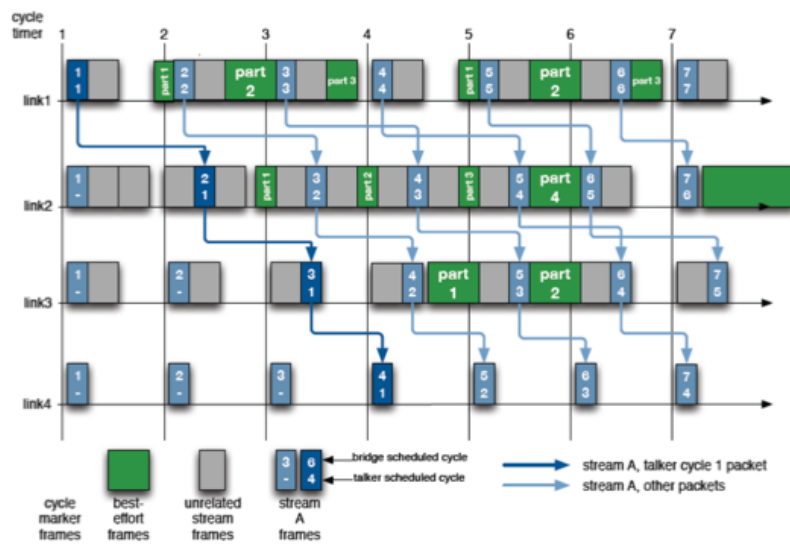 cycle
timer
1 2 3 4 5 6 7
1 2 3 4 5 6 7
1 part 1 2 part 2 3 part 3 4 part 1 5 part 2 6 part 3 7
link1
1 2 part 1 3 part 2 4 part 3 5 part 4 6 7
- 1 2 3 4 5 6
link2
1 2 3 4 part 1 5 part 2 6 7
- - 1 2 3 4 5
link3
1 2 3 4 5 6 7
- - - 1 2 3 4
link4
3 6 bridge scheduled cycle
- 4 talker scheduled cycle
stream A, talker cycle 1 packet
stream A, other packets
cycle
marker
frames
best-
effort
frames
unrelated
stream
frames
stream
A
frames